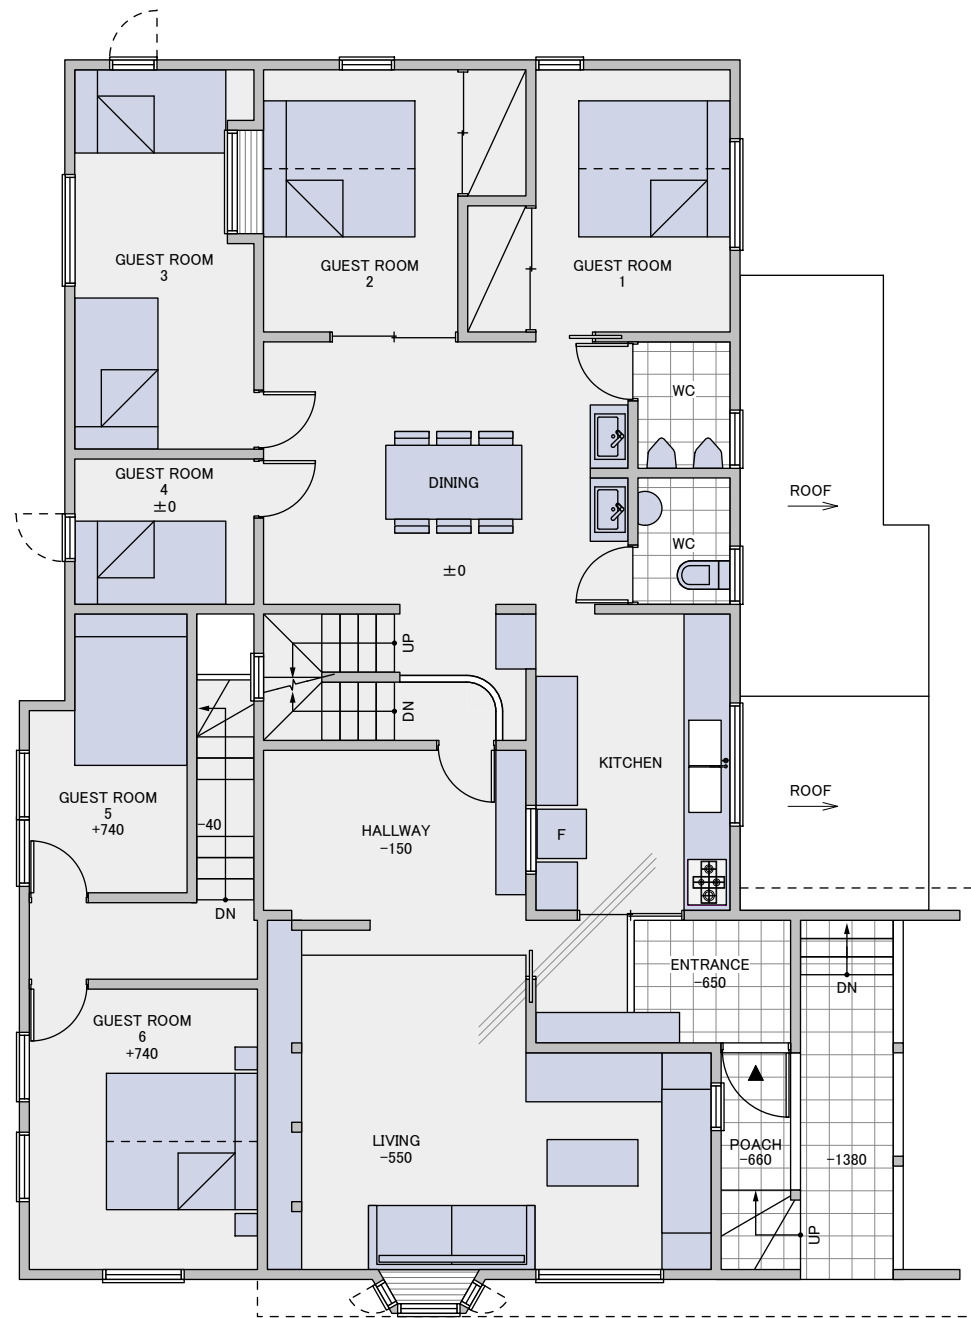 GUEST ROOM
3
GUEST ROOM
2
GUEST ROOM
1
WC
GUEST ROOM
4
±0
DINING
ROOF
WC
±0
UP
DN
KITCHEN
ROOF
GUEST ROOM
5
+740
-40
HALLWAY
-150
F
DN
ENTRANCE
-650
DN
GUEST ROOM
6
+740
LIVING
-550
POACH
-660
-1380
UP